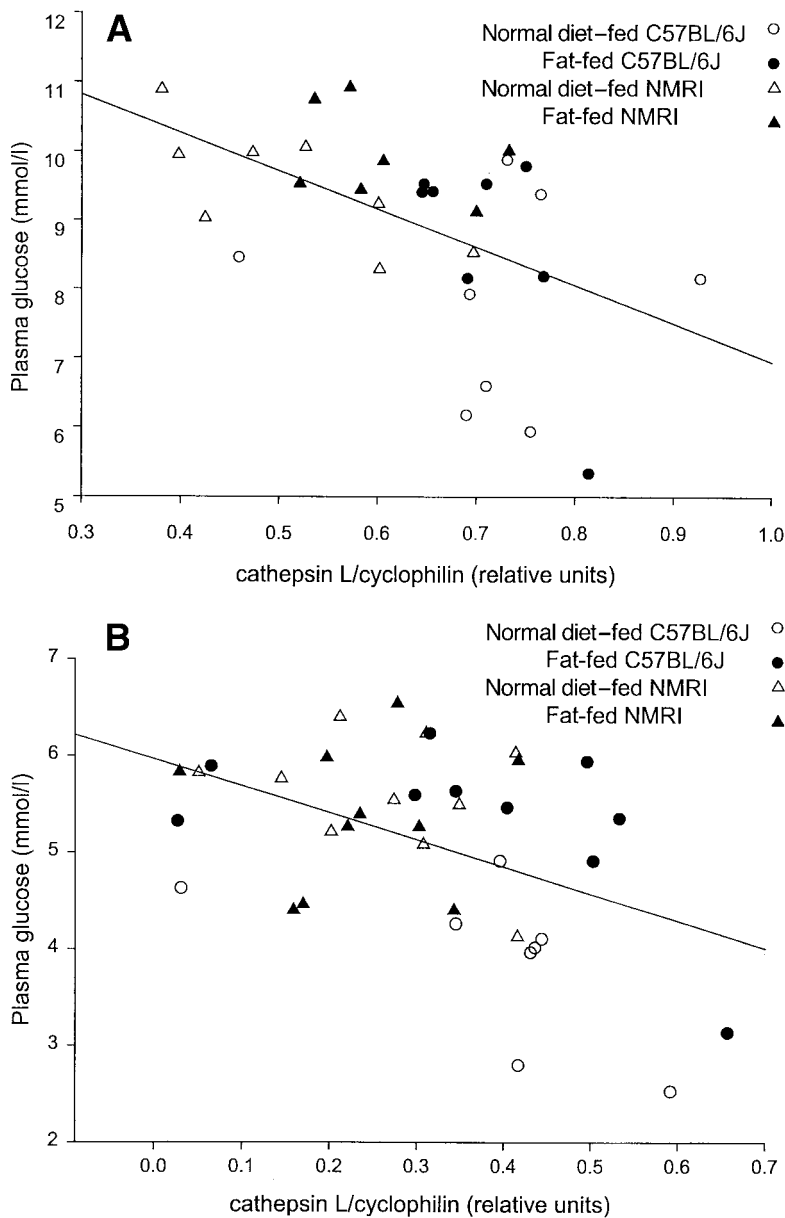 A
Normal diet–fed C57BL/6J
Fat-fed C57BL/6J
Normal diet–fed NMRI
Fat-fed NMRI
12
11
10
9
8
7
6
5
Plasma glucose (mmol/l)
0.3 0.4 0.5 0.6 0.7 0.8 0.9 1.0
cathepsin L/cyclophilin (relative units)
B
Normal diet–fed C57BL/6J
Fat-fed C57BL/6J
Normal diet–fed NMRI
Fat-fed NMRI
7
6
5
4
3
2
Plasma glucose (mmol/l)
0.0 0.1 0.2 0.3 0.4 0.5 0.6 0.7
cathepsin L/cyclophilin (relative units)